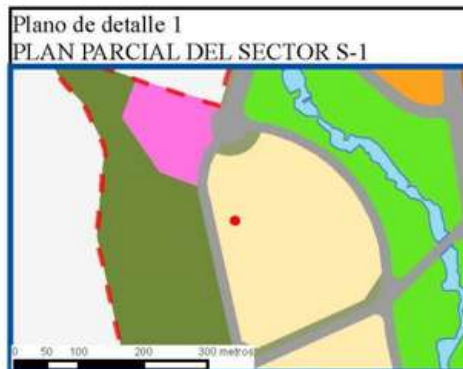 Plano de detalle 1
PLAN PARCIAL DEL SECTOR S-1
0 50 100 200 300 metros